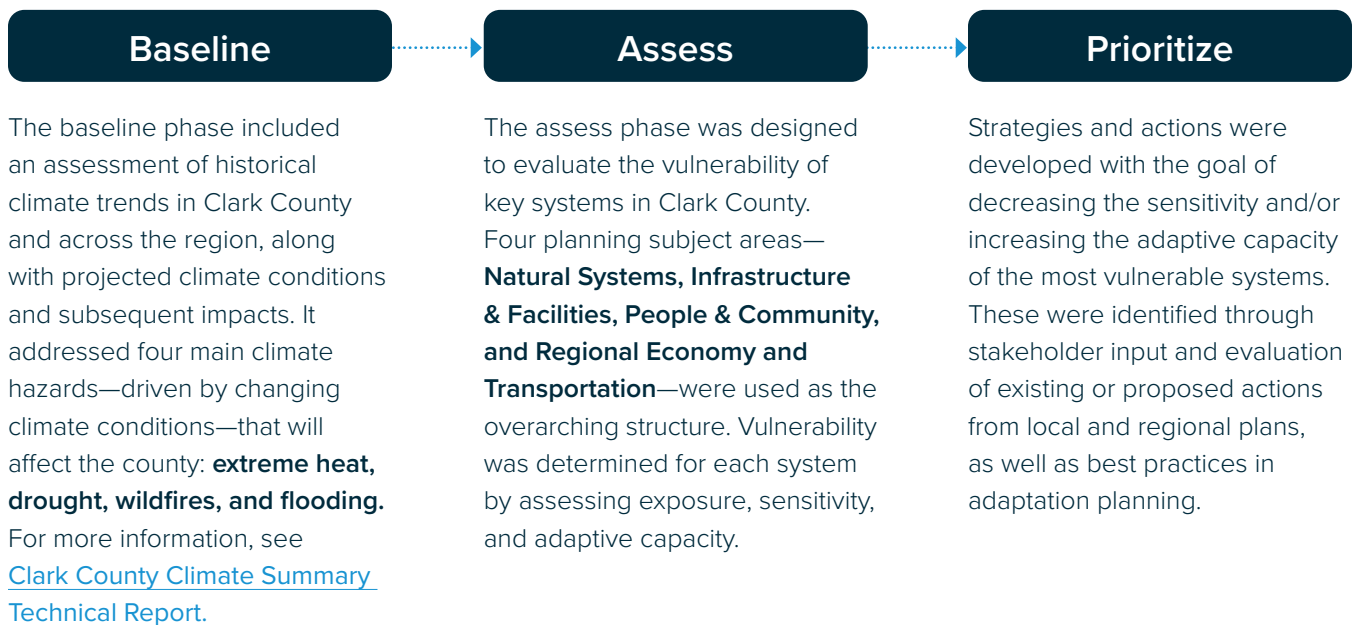 Baseline
The baseline phase included
an assessment of historical
climate trends in Clark County
and across the region, along
with projected climate conditions
and subsequent impacts. It
addressed four main climate
hazards—driven by changing
climate conditions—that will
affect the county: extreme heat,
drought, wildfires, and flooding.
For more information, see
Clark County Climate Summary
Technical Report.
Assess
The assess phase was designed
to evaluate the vulnerability of
key systems in Clark County.
Four planning subject areas—
Natural Systems, Infrastructure
& Facilities, People & Community,
and Regional Economy and
Transportation—were used as the
overarching structure. Vulnerability
was determined for each system
by assessing exposure, sensitivity,
and adaptive capacity.
Prioritize
Strategies and actions were
developed with the goal of
decreasing the sensitivity and/or
increasing the adaptive capacity
of the most vulnerable systems.
These were identified through
stakeholder input and evaluation
of existing or proposed actions
from local and regional plans,
as well as best practices in
adaptation planning.